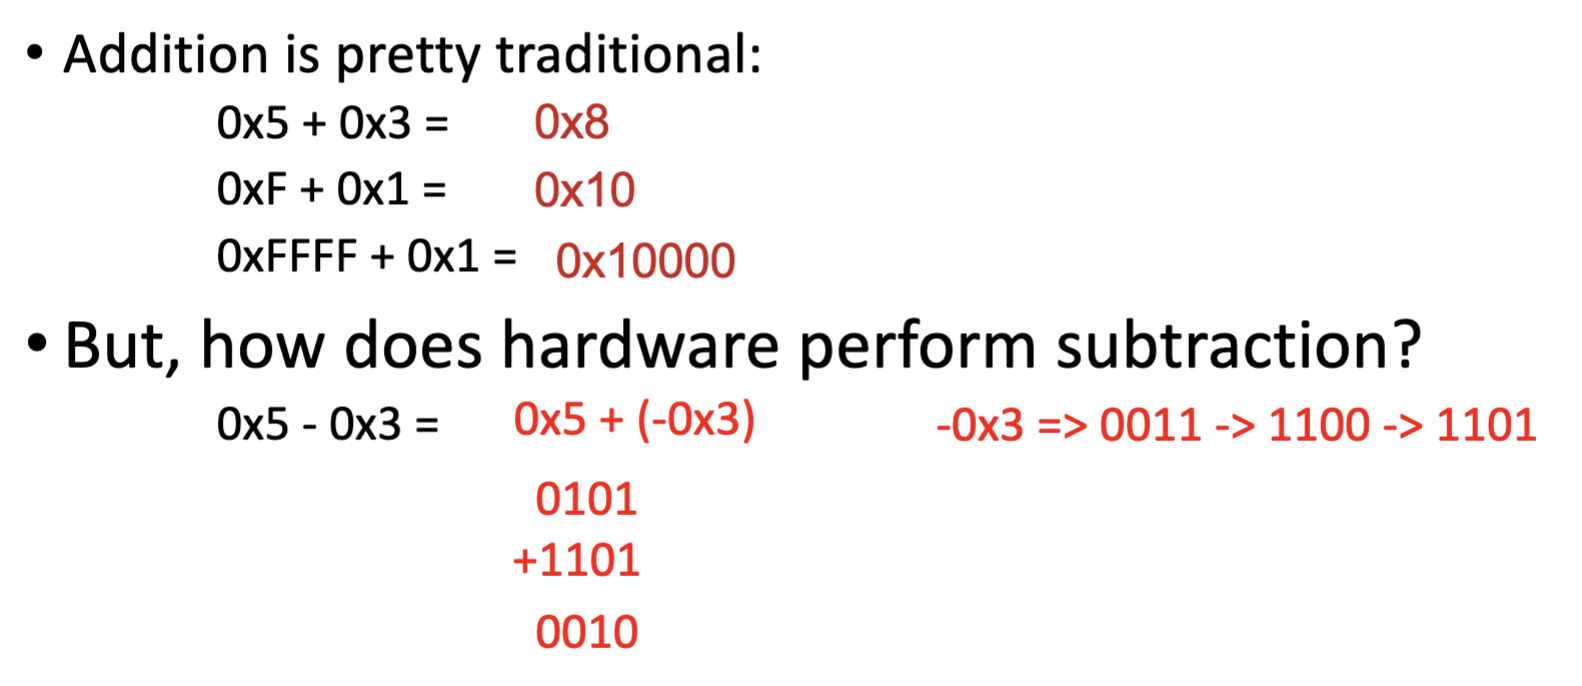 • Addition is pretty traditional:
0x5 + 0x3 = 0x8
0xF + 0x1 = 0x10
0xFFFF + 0x1 = 0x10000
• But, how does hardware perform subtraction?
0x5 - 0x3 = 0x5 + (-0x3) -0x3 => 0011 -> 1100 -> 1101
0101
+1101
0010